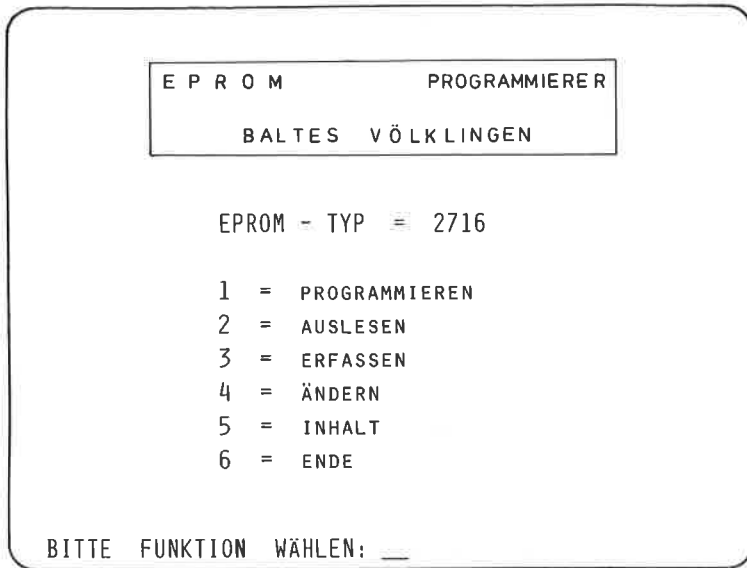 EPROM PROGRAMMIERER
BALTES VÖLKLINGEN
EPROM - TYP = 2716
1 = PROGRAMMIEREN
2 = AUSLESEN
3 = ERFASSEN
4 = ÄNDERN
5 = INHALT
6 = ENDE
BITTE FUNKTION WÄHLEN: __